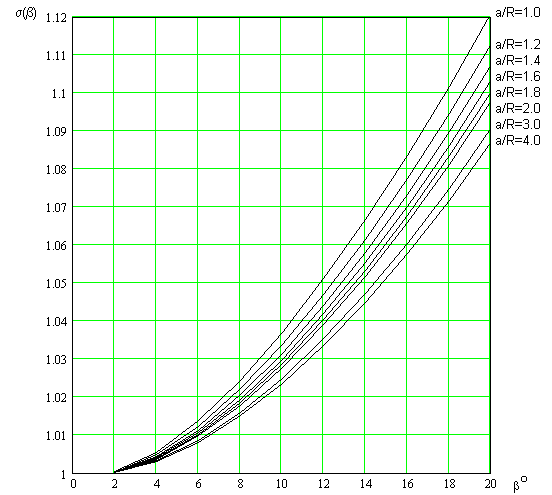 σ(β)
1.12
1.11
1.1
1.09
1.08
1.07
1.06
1.05
1.04
1.03
1.02
1.01
1
0 2 4 6 8 10 12 14 16 18 20 β°
a/R=1.0
a/R=1.2
a/R=1.4
a/R=1.6
a/R=1.8
a/R=2.0
a/R=3.0
a/R=4.0